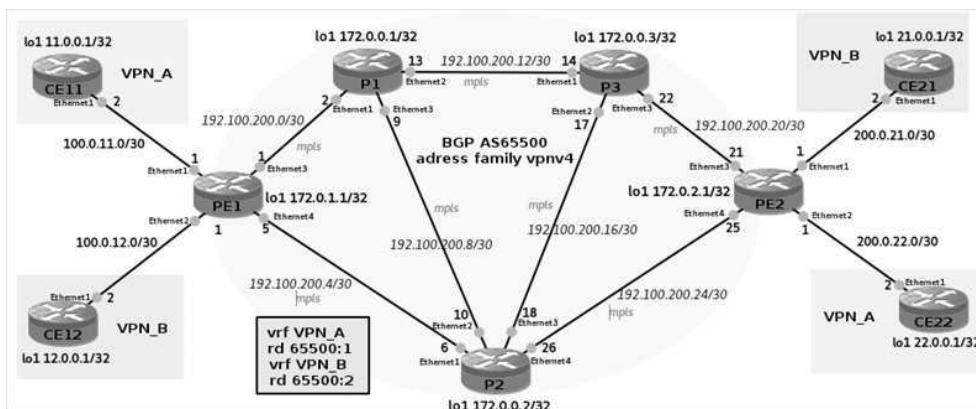 lo1 11.0.0.1/32
VPN_A
CE11
Ethernet1
2
100.0.11.0/30
lo1 172.0.0.1/32
P1
13
Ethernet2
2
Ethernet1
Ethernet3
9
192.100.200.12/30
mpls
lo1 172.0.0.3/32
14
Ethernet1
P3
Ethernet2
17
22
Ethernet3
VPN_B
lo1 21.0.0.1/32
CE21
2
Ethernet1
200.0.21.0/30
192.100.200.0/30
mpls
BGP AS65500
adress family vpnv4
192.100.200.20/30
mpls
1
Ethernet1
1
Ethernet3
PE1
lo1 172.0.1.1/32
Ethernet2
1
Ethernet4
5
21
Ethernet3
1
Ethernet1
lo1 172.0.2.1/32
PE2
Ethernet4
25
Ethernet2
1
100.0.12.0/30
mpls
192.100.200.8/30
mpls
192.100.200.16/30
200.0.22.0/30
192.100.200.4/30
mpls
192.100.200.24/30
mpls
Ethernet1
2
CE12
VPN_B
lo1 12.0.0.1/32
vrf VPN_A
rd 65500:1
vrf VPN_B
rd 65500:2
10
Ethernet2
18
Ethernet3
6
Ethernet1
26
Ethernet4
P2
lo1 172.0.0.2/32
Ethernet1
2
VPN_A
CE22
lo1 22.0.0.1/32